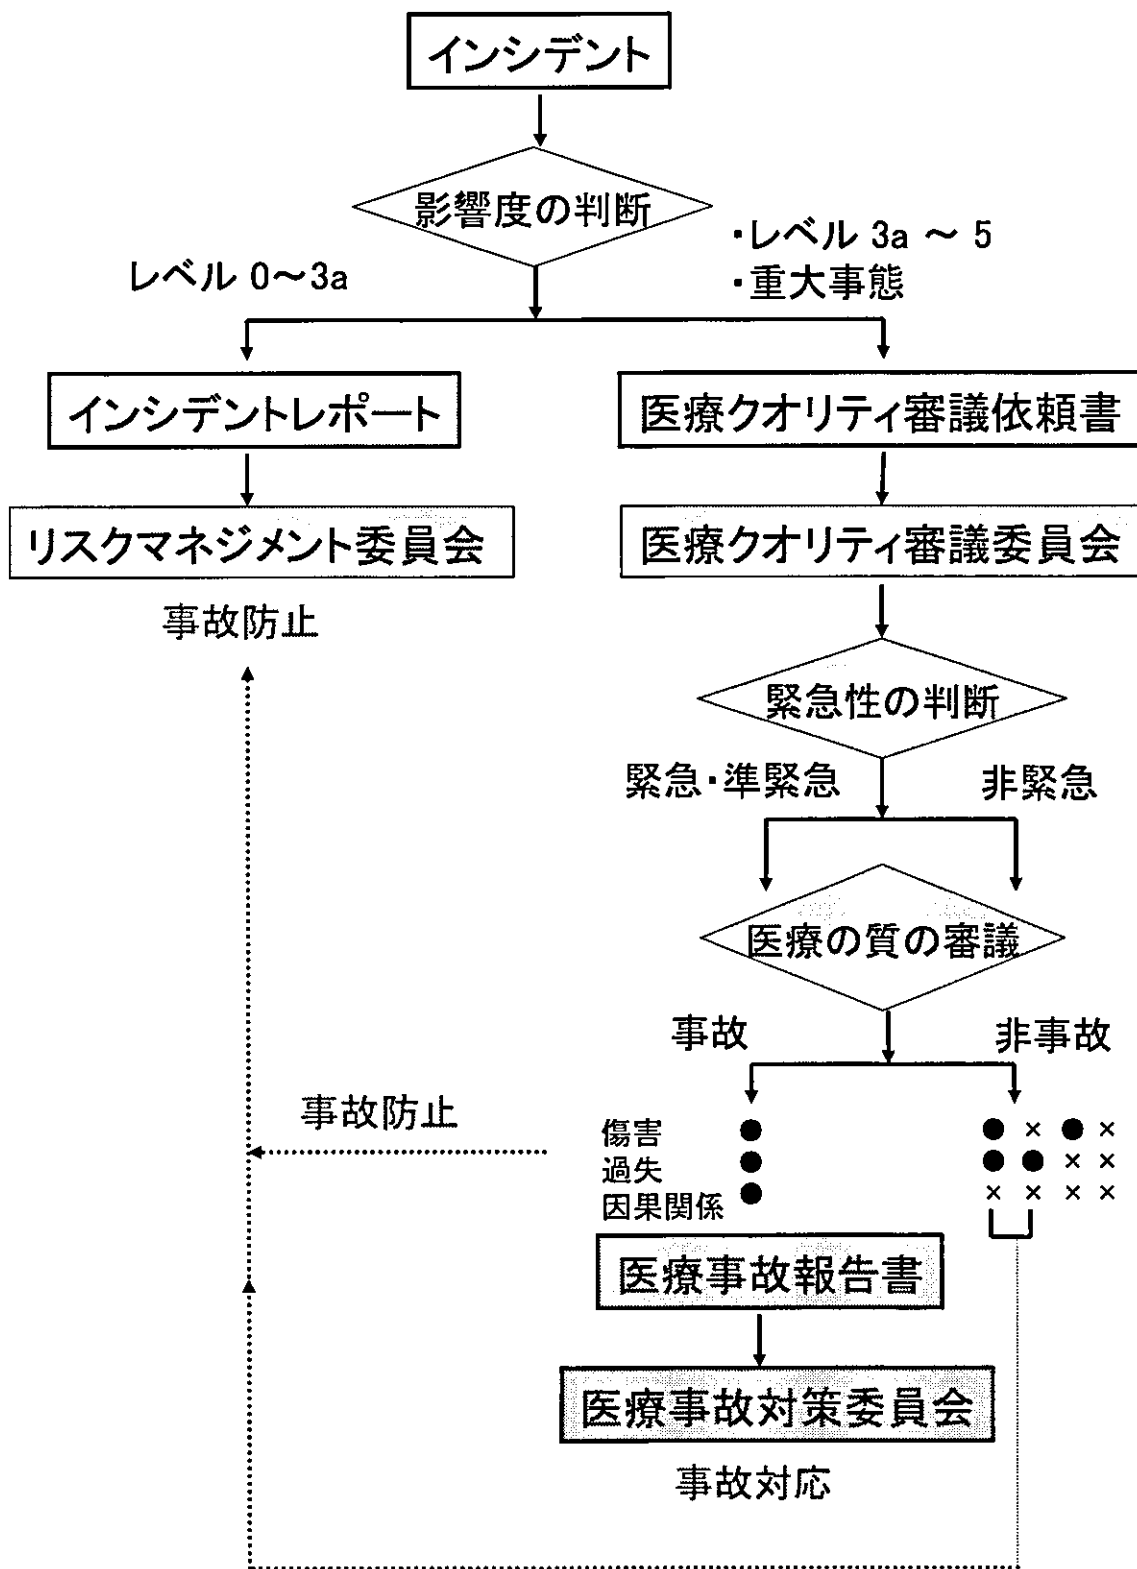 インシデント
影響度の判断
レベル 0～3a
・レベル 3a ～ 5
・重大事態
インシデントレポート
医療クオリティ審議依頼書
リスクマネジメント委員会
医療クオリティ審議委員会
事故防止
緊急性の判断
緊急・準緊急
非緊急
医療の質の審議
事故
非事故
事故防止
傷害 ● ● × ● ×
過失 ● ● ● × ×
因果関係 ● × × × ×
医療事故報告書
医療事故対策委員会
事故対応